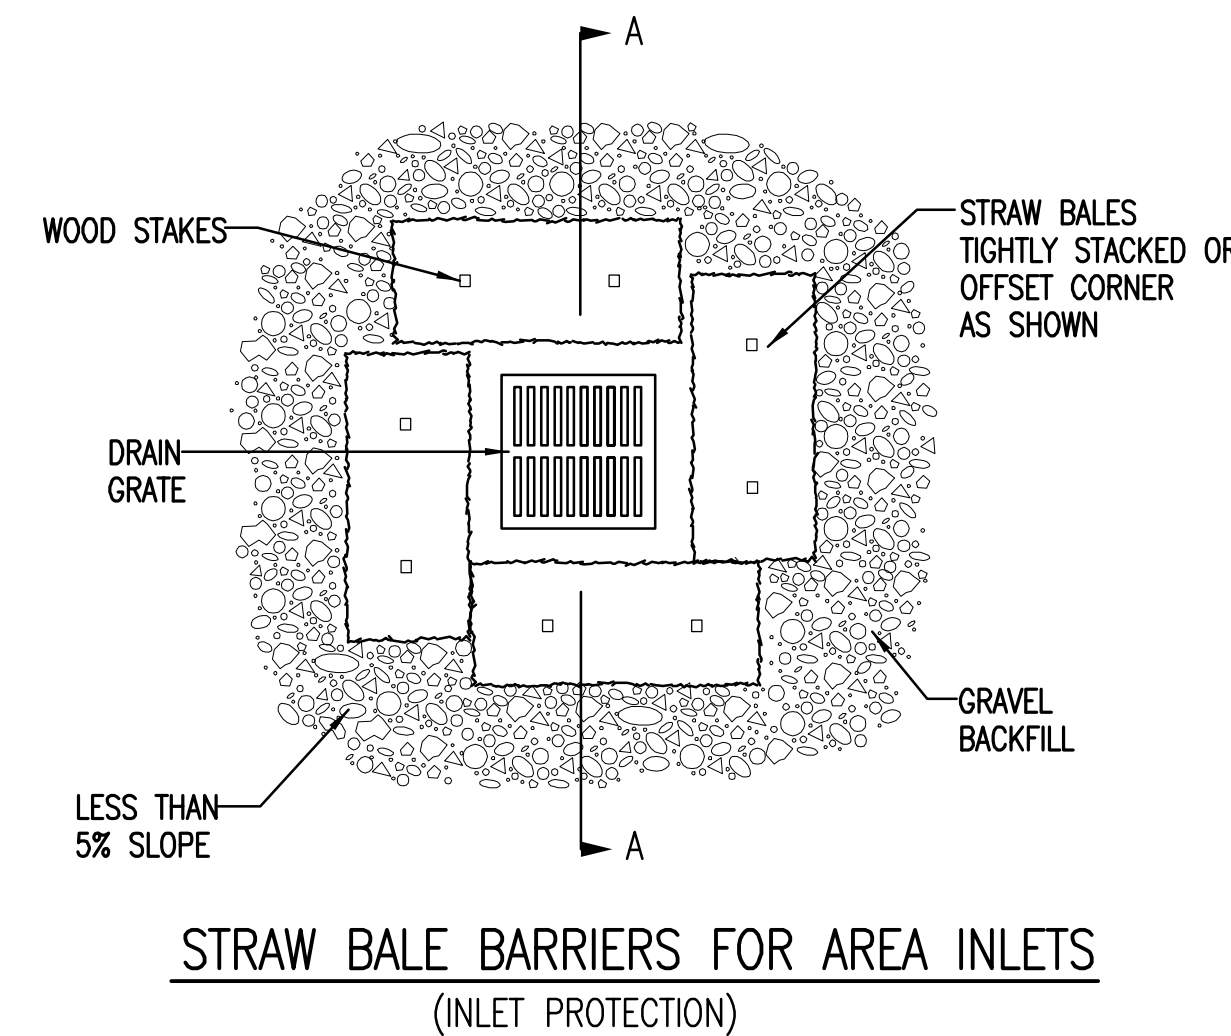 A
WOOD STAKES
STRAW BALES
TIGHTLY STACKED OR
OFFSET CORNER
AS SHOWN
DRAIN
GRATE
GRAVEL
BACKFILL
LESS THAN
5% SLOPE
A
STRAW BALE BARRIERS FOR AREA INLETS
(INLET PROTECTION)